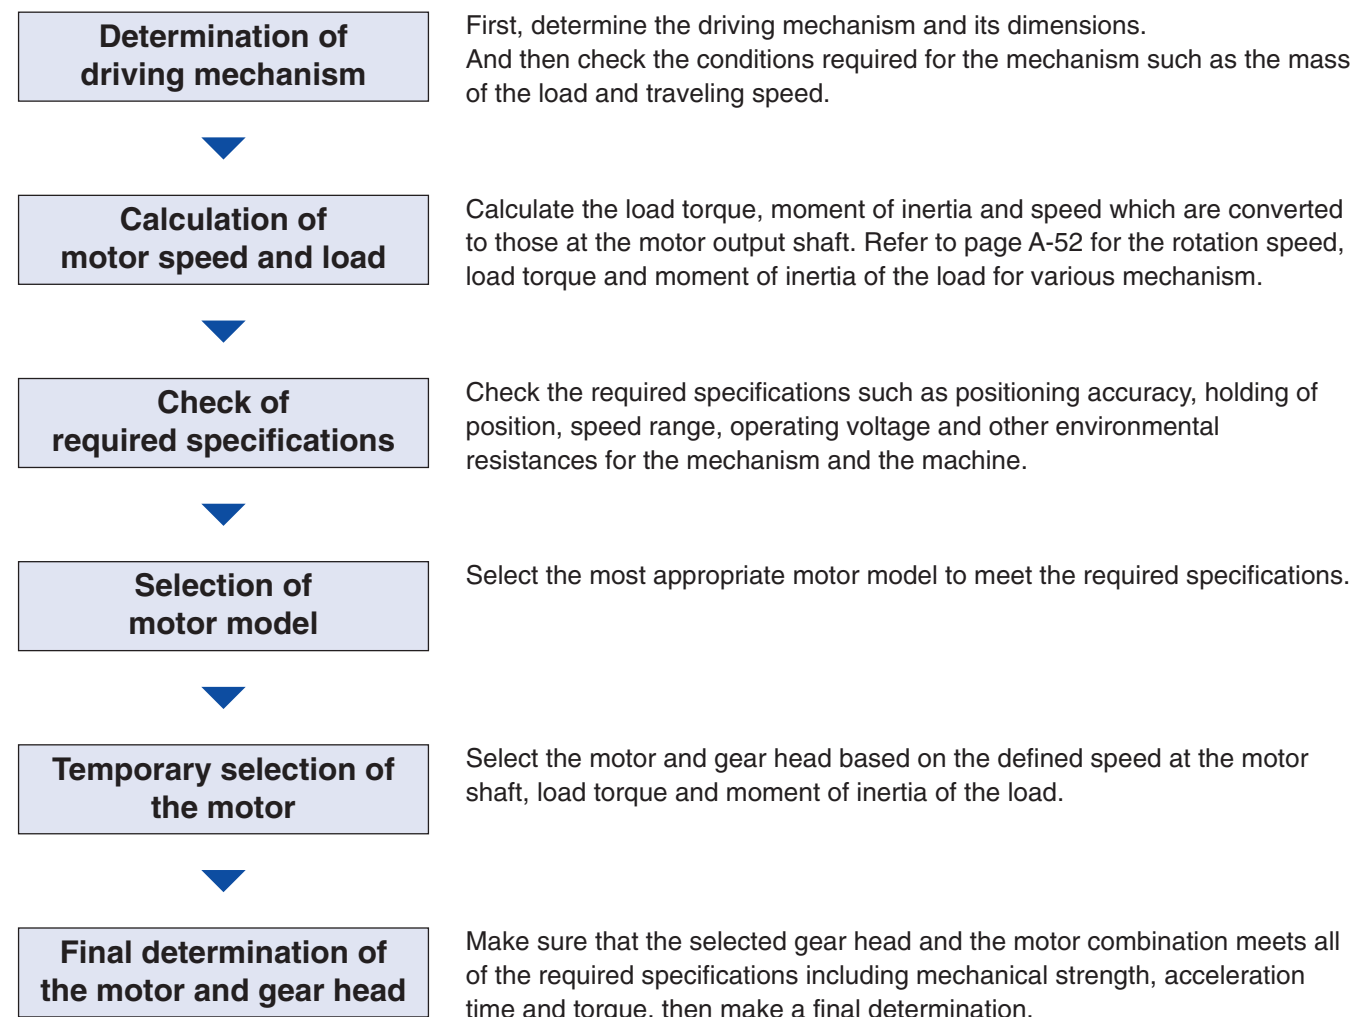 Determination of
driving mechanism
First, determine the driving mechanism and its dimensions.
And then check the conditions required for the mechanism such as the mass
of the load and traveling speed.
Calculation of
motor speed and load
Calculate the load torque, moment of inertia and speed which are converted
to those at the motor output shaft. Refer to page A-52 for the rotation speed,
load torque and moment of inertia of the load for various mechanism.
Check of
required specifications
Check the required specifications such as positioning accuracy, holding of
position, speed range, operating voltage and other environmental
resistances for the mechanism and the machine.
Selection of
motor model
Select the most appropriate motor model to meet the required specifications.
Temporary selection of
the motor
Select the motor and gear head based on the defined speed at the motor
shaft, load torque and moment of inertia of the load.
Final determination of
the motor and gear head
Make sure that the selected gear head and the motor combination meets all
of the required specifications including mechanical strength, acceleration
time and torque, then make a final determination.